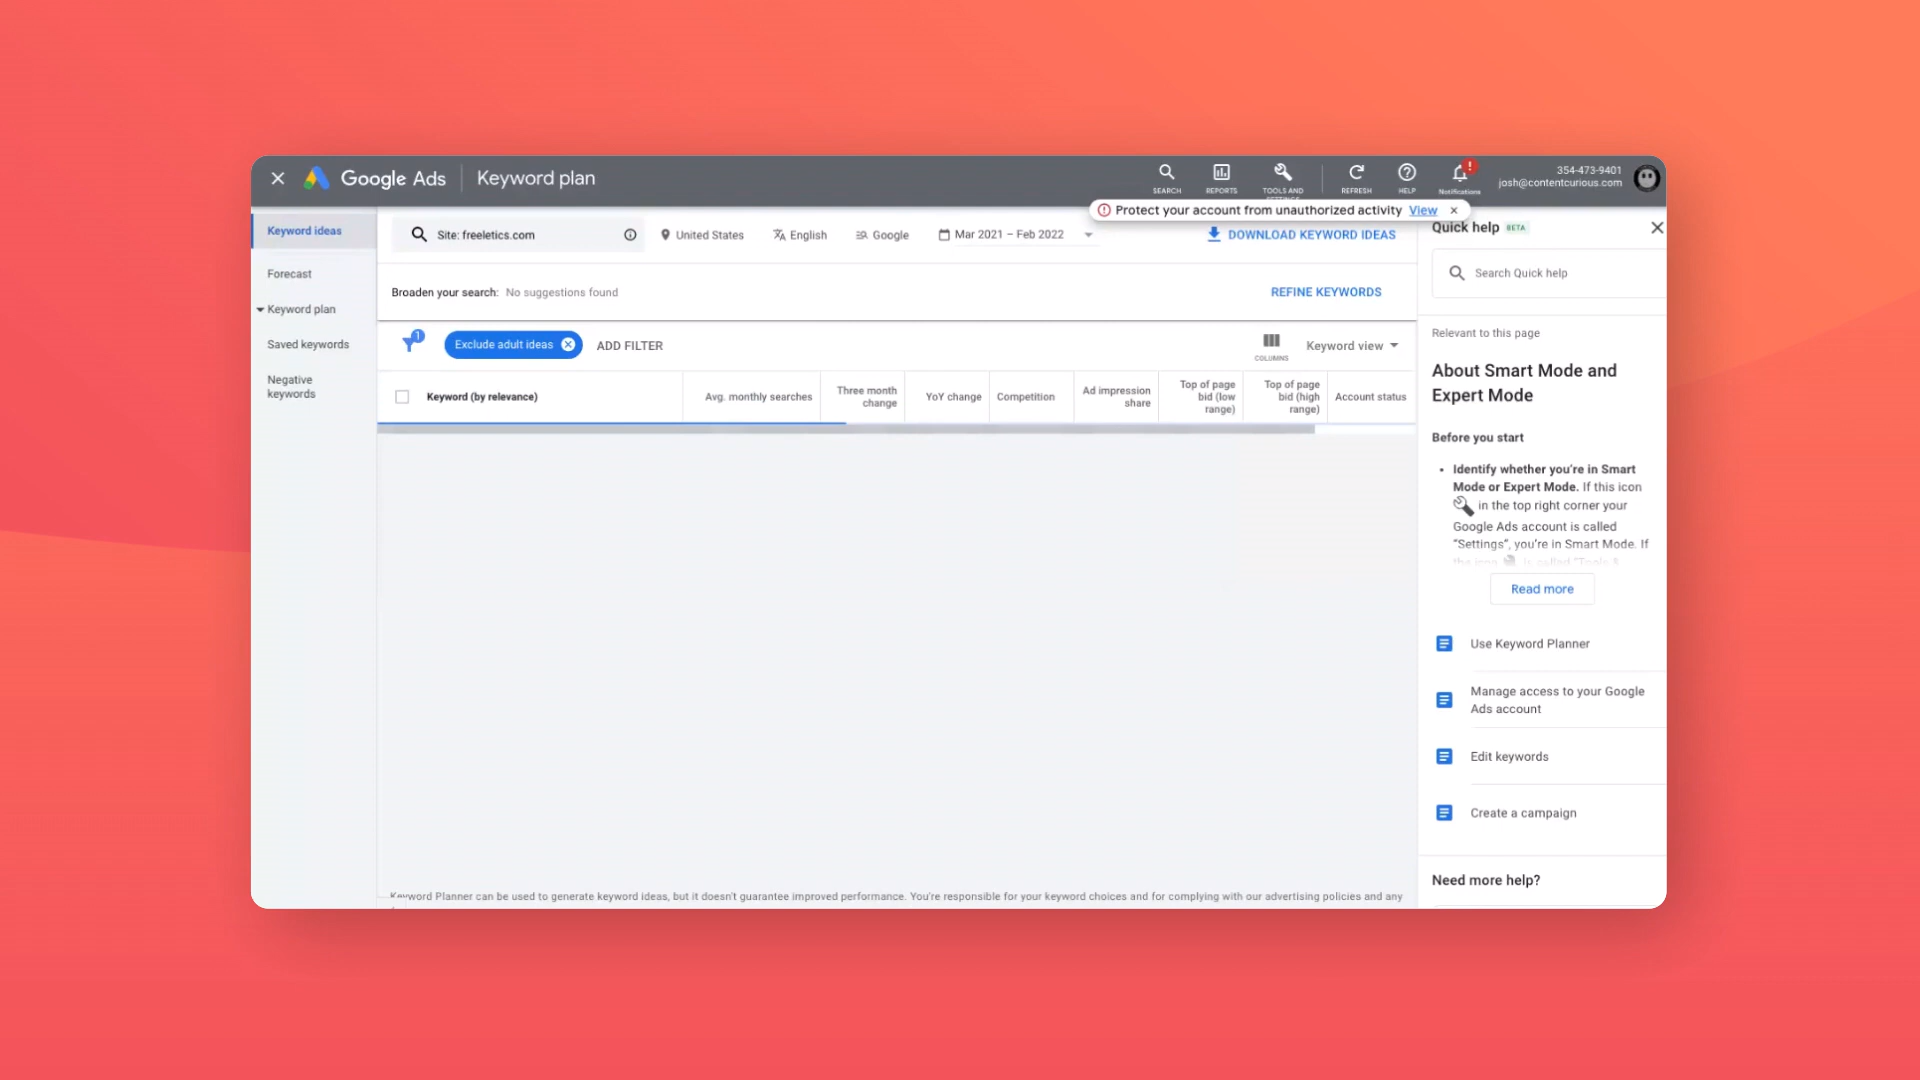 Google Ads
Keyword plan
SEARCH
REPORTS
TOOLS AND
SETTINGS
REFRESH
HELP
Notifications
354-473-9401
josh@contentcurious.com
Protect your account from unauthorized activity View
Keyword ideas
Forecast
Keyword plan
Saved keywords
Negative
keywords
Site: freeletics.com
United States
English
Google
Mar 2021 – Feb 2022
DOWNLOAD KEYWORD IDEAS
Broaden your search: No suggestions found
REFINE KEYWORDS
1
Exclude adult ideas
ADD FILTER
COLUMNS
Keyword view
Keyword (by relevance)
Avg. monthly searches
Three month
change
YoY change
Competition
Ad impression
share
Top of page
bid (low
range)
Top of page
bid (high
range)
Account status
Keyword Planner can be used to generate keyword ideas, but it doesn't guarantee improved performance. You're responsible for your keyword choices and for complying with our advertising policies and any
Quick help BETA
Search Quick help
Relevant to this page
About Smart Mode and
Expert Mode
Before you start
• Identify whether you're in Smart
Mode or Expert Mode. If this icon
in the top right corner your
Google Ads account is called
"Settings", you're in Smart Mode. If
the icon is called "Tools &
Read more
Use Keyword Planner
Manage access to your Google
Ads account
Edit keywords
Create a campaign
Need more help?